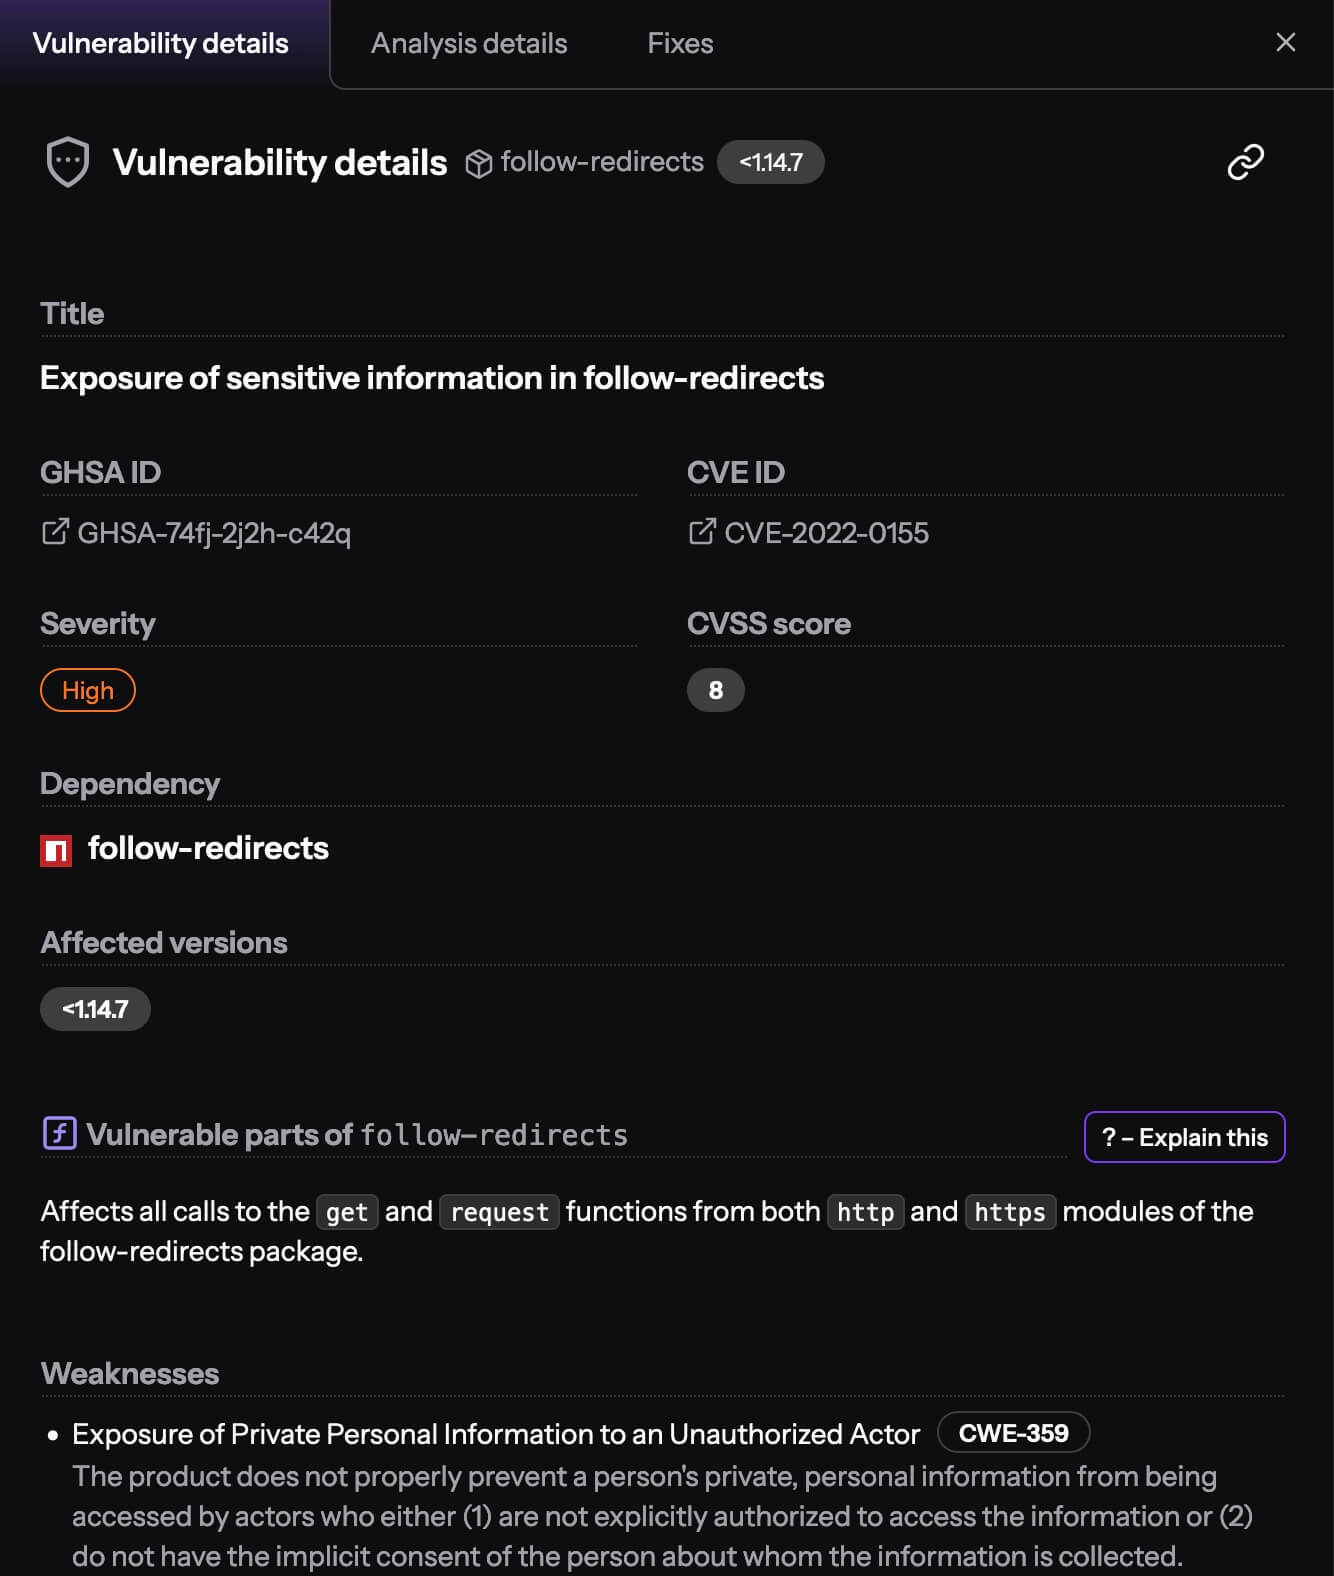 Vulnerability details Analysis details Fixes
Vulnerability details follow-redirects <1.14.7
Title
Exposure of sensitive information in follow-redirects
GHSA ID CVE ID
GHSA-74fj-2j2h-c42q CVE-2022-0155
Severity CVSS score
High 8
Dependency
follow-redirects
Affected versions
<1.14.7
Vulnerable parts of follow-redirects ? – Explain this
Affects all calls to the get and request functions from both http and https modules of the
follow-redirects package.
Weaknesses
• Exposure of Private Personal Information to an Unauthorized Actor CWE-359
The product does not properly prevent a person's private, personal information from being
accessed by actors who either (1) are not explicitly authorized to access the information or (2)
do not have the implicit consent of the person about whom the information is collected.